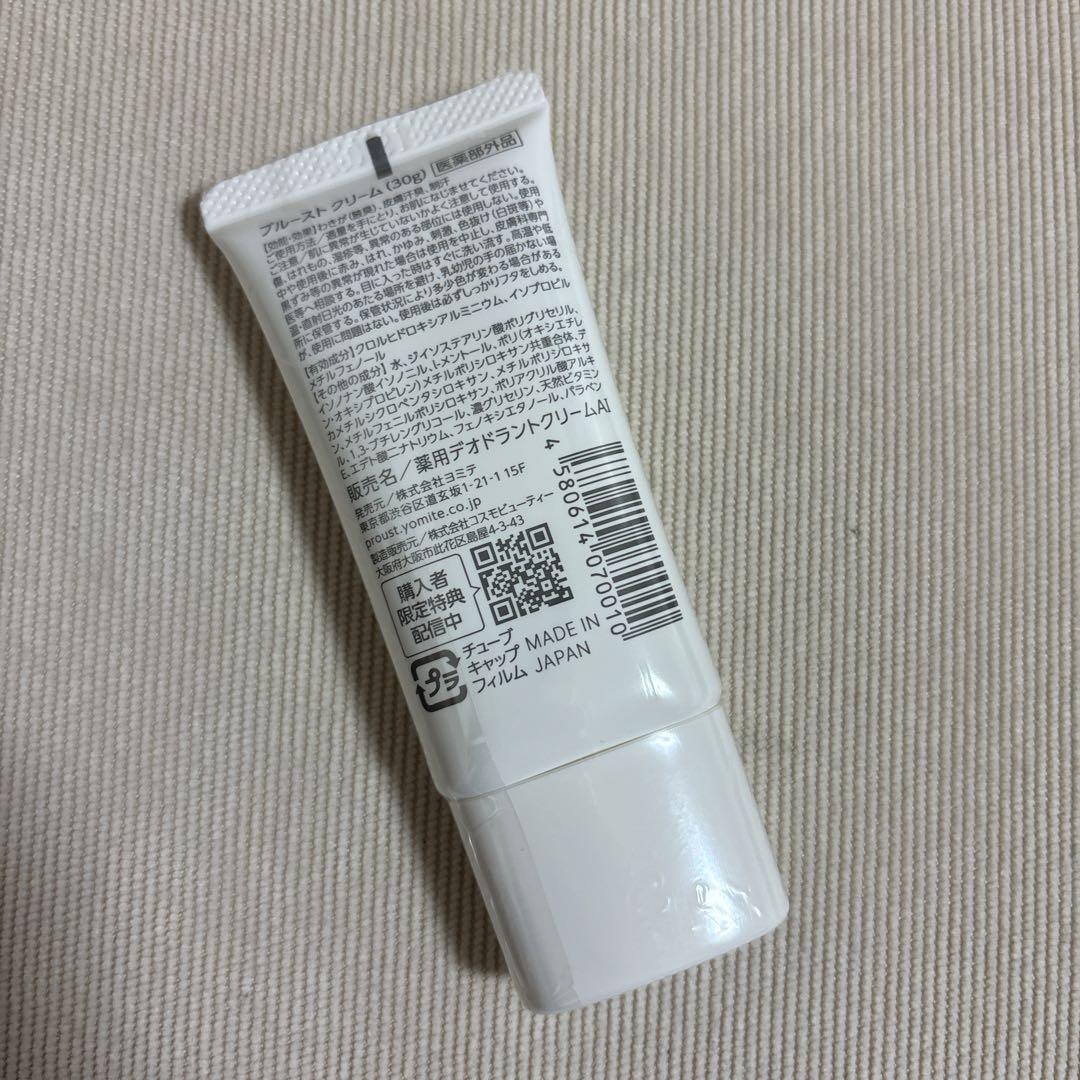 プルースト クリーム (30g) 医薬部外品
【効能・効果】わきが(腋臭)、皮膚汗臭、制汗
ご使用方法／適量を手にとり、お肌になじませてください。
ご注意／肌に異常が生じていないかよく注意して使用する。
傷、はれもの、湿疹等、異常のある部位には使用しない。使用
中や使用後に赤み、はれ、かゆみ、刺激、色抜け(白斑等)や
黒ずみ等の異常が現れた場合は使用を中止し、皮膚科専門
医等へ相談する。目に入った時はすぐに洗い流す。高温や低
温・直射日光のあたる場所を避け、乳幼児の手の届かない場
所に保管する。保管状況により多少色が変わる場合がある
が、使用に問題はない。使用後は必ずしっかりフタをしめる。
【有効成分】クロルヒドロキシアルミニウム、イソプロピル
メチルフェノール
【その他の成分】水、ジイソステアリン酸ポリグリセリル、
イソノナン酸イソノニル、l-メントール、ポリ(オキシエチレ
ン・オキシプロピレン)メチルポリシロキサン共重合体、デ
カメチルシクロペンタシロキサン、メチルポリシロキサ
ン、メチルフェニルポリシロキサン、ポリアクリル酸アルキ
ル、1,3-ブチレングリコール、濃グリセリン、天然ビタミン
E、エデト酸二ナトリウム、フェノキシエタノール、パラベン
販売名／薬用デオドラントクリームAI
発売元／株式会社ヨミテ
東京都渋谷区道玄坂1-21-1 15F
proust.yomite.co.jp
製造販売元／株式会社コスモビューティー
大阪府大阪市此花区島屋4-3-43
購入者
限定特典
配信中
プラ
チューブ
キャップ
フィルム
MADE IN
JAPAN
4 580614 070010